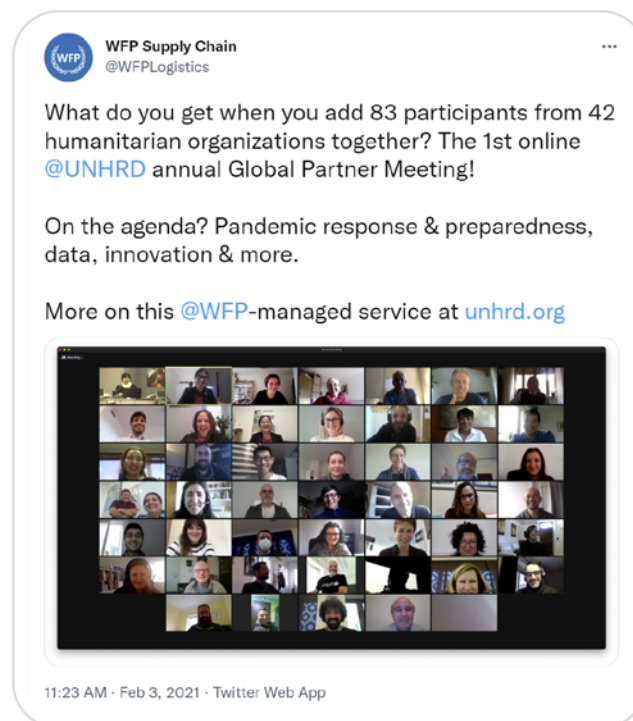 WFP
WFP Supply Chain
@WFPLogistics
What do you get when you add 83 participants from 42
humanitarian organizations together? The 1st online
@UNHRD annual Global Partner Meeting!
On the agenda? Pandemic response & preparedness,
data, innovation & more.
More on this @WFP-managed service at unhrd.org
11:23 AM · Feb 3, 2021 · Twitter Web App